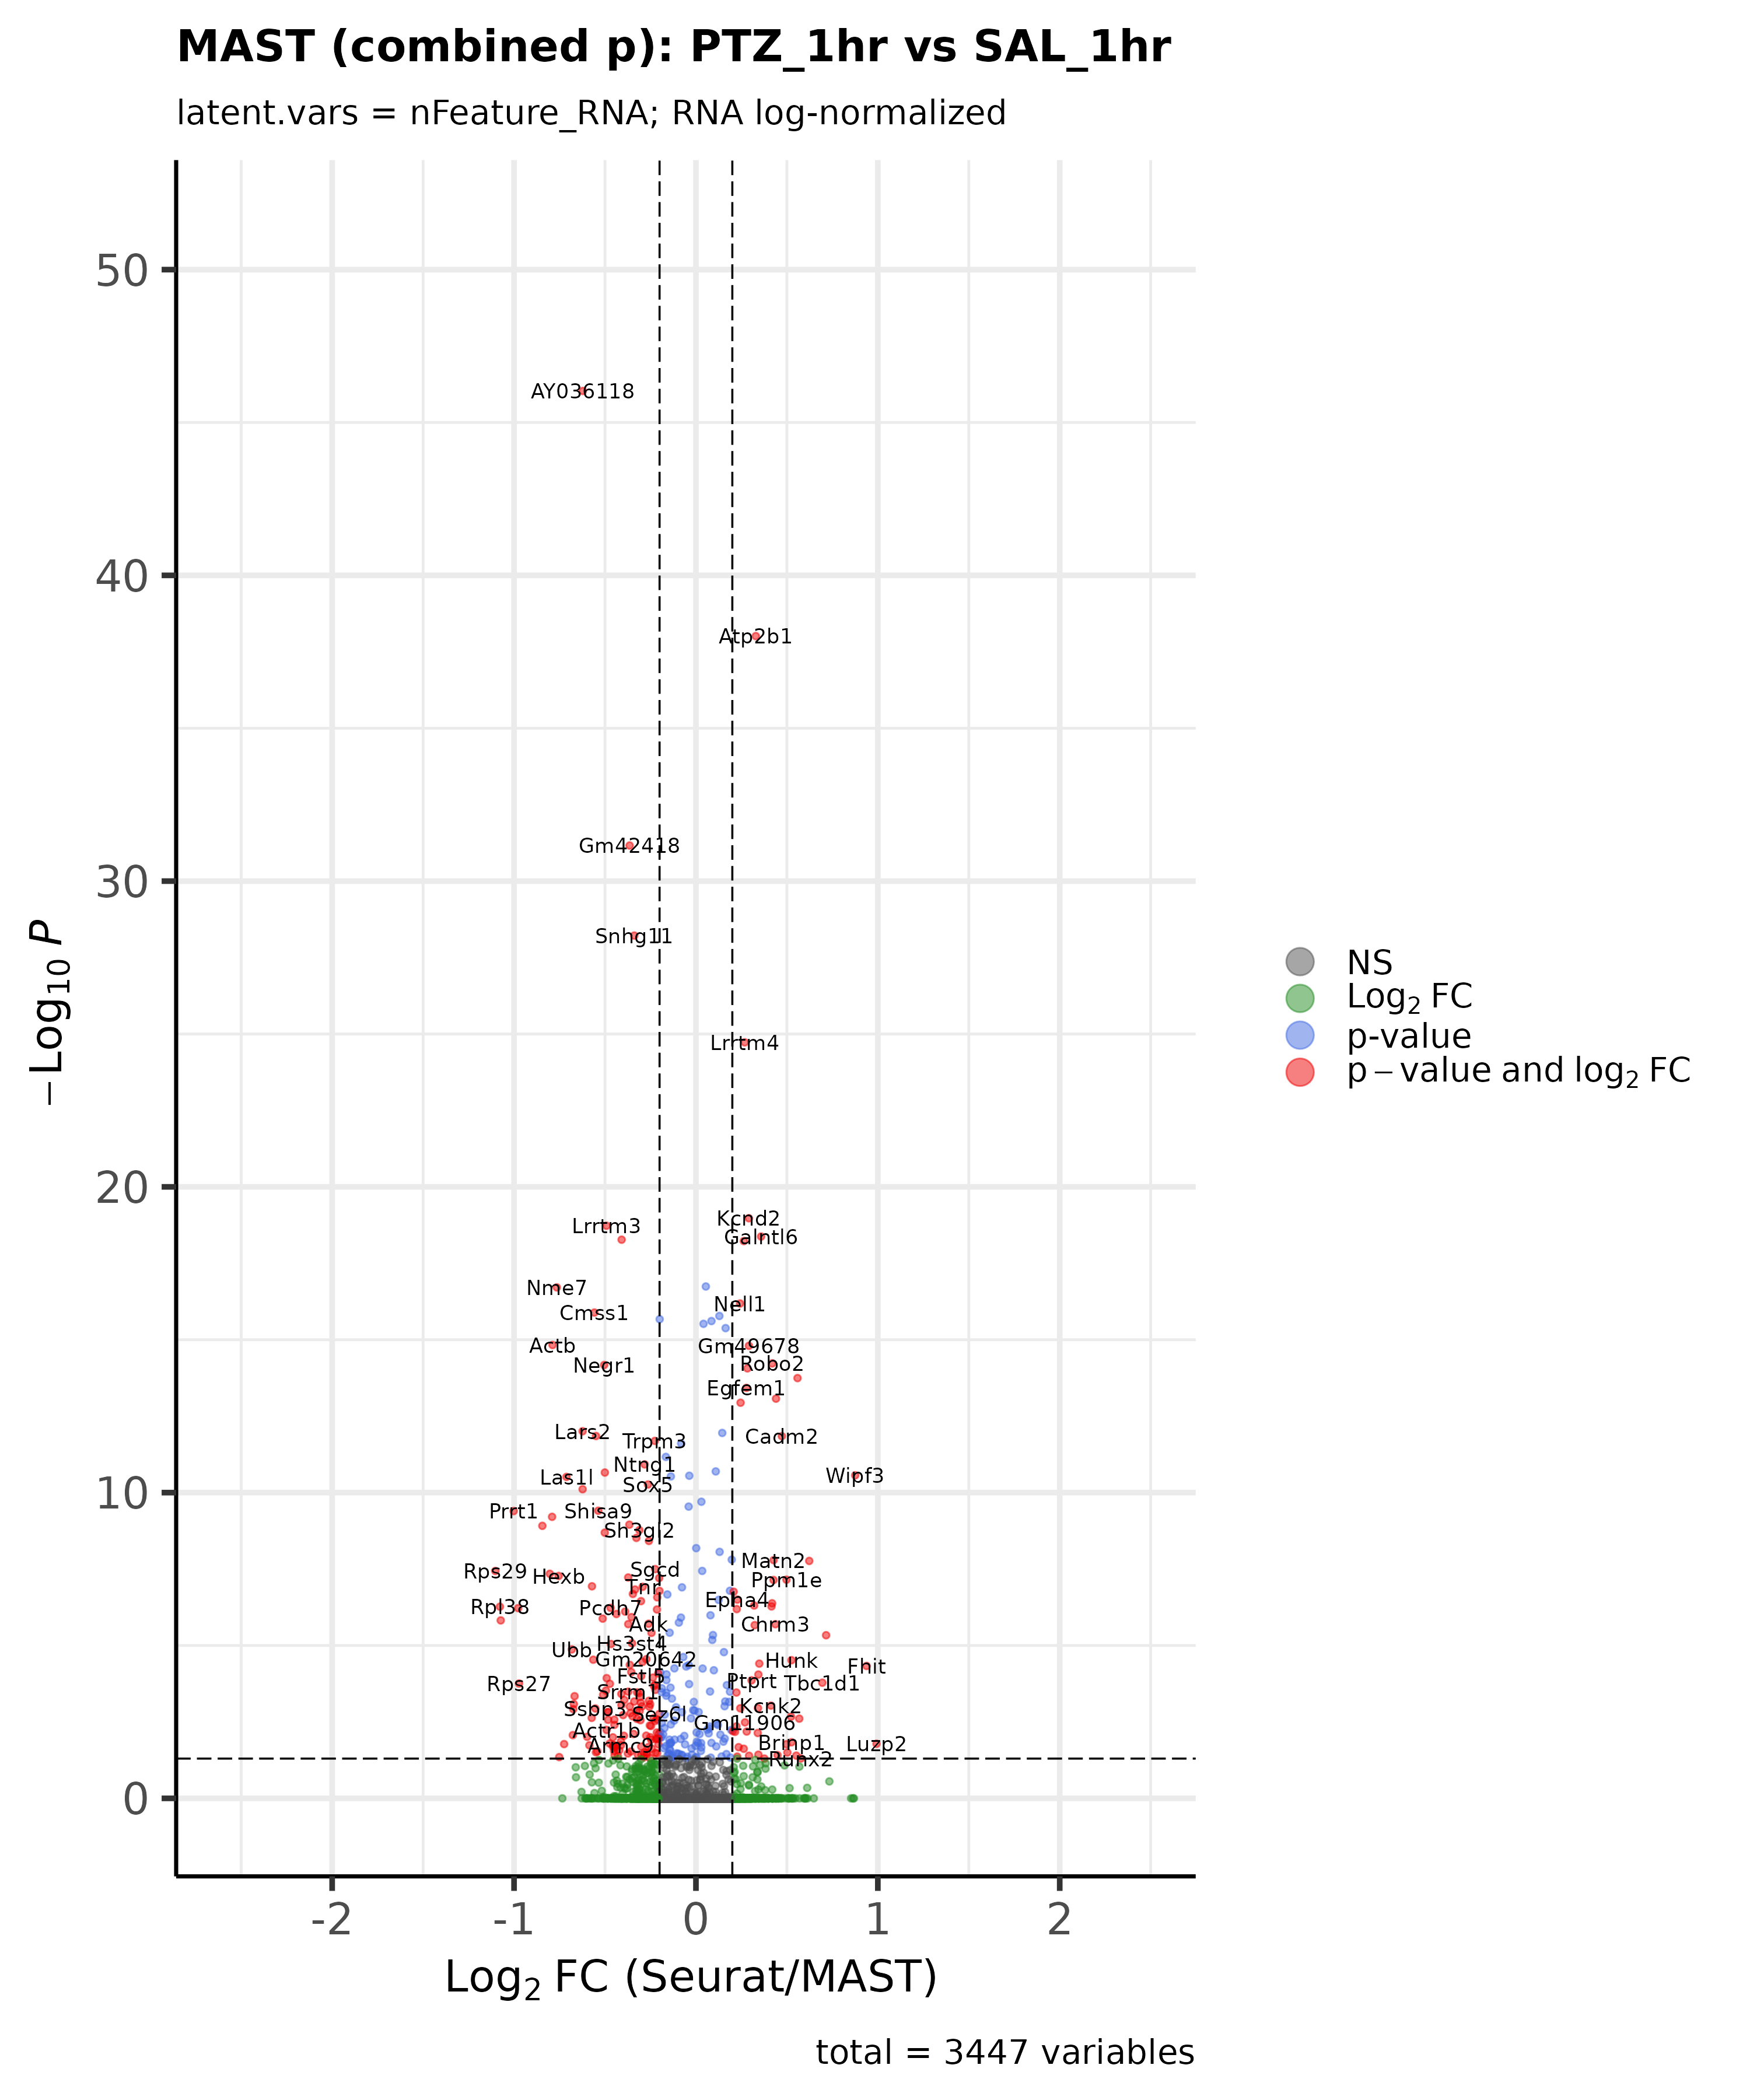 MAST (combined p): PTZ_1hr vs SAL_1hr
latent.vars = nFeature_RNA; RNA log-normalized
−Log10 P
50
40
30
20
10
0
AY036118
Atp2b1
Gm42418
Snhg11
Lrrtm4
Kcnd2
Lrrtm3
Galntl6
Nme7
Nell1
Cmss1
Actb
Gm49678
Negr1
Robo2
Egfem1
Lars2
Trpm3
Cadm2
Ntng1
Las1l
Wipf3
Sox5
Prrt1
Shisa9
Sh3gl2
Matn2
Rps29
Hexb
Sgcd
Ppm1e
Tnr
Rpl38
Pcdh7
Epha4
Adk
Chrm3
Ubb
Hs3st4
Gm20642
Hunk
Fhit
Rps27
Fstl5
Ptprt
Tbc1d1
Srrm1
Ssbp3
Sez6l
Kcnk2
Gm11906
Actr1b
Armc9
Brinp1
Luzp2
Runx2
-2
-1
0
1
2
Log2 FC (Seurat/MAST)
NS
Log2 FC
p-value
p − value and log2 FC
total = 3447 variables